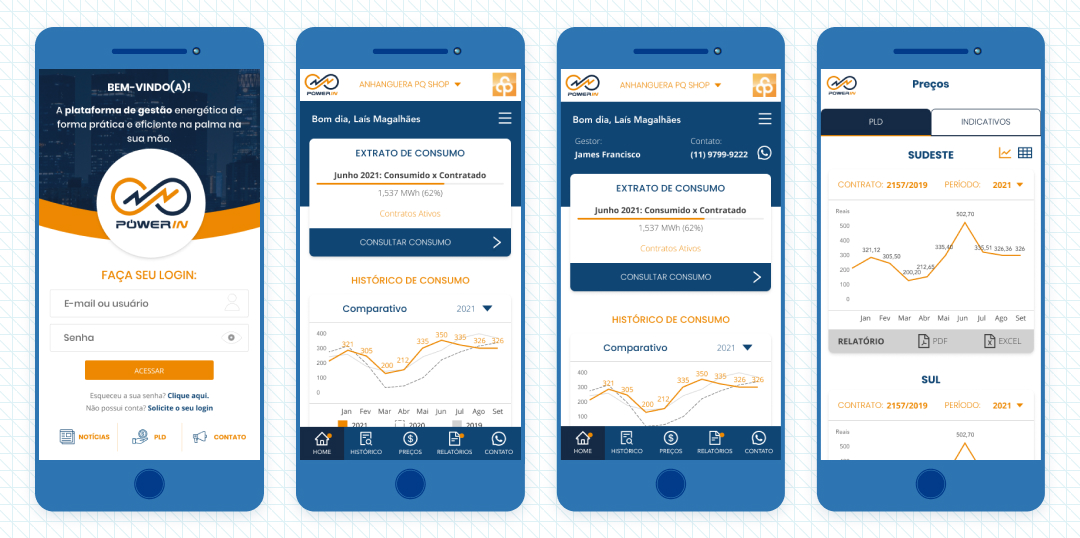 BEM-VINDO(A)!
A plataforma de gestão energética de
forma prática e eficiente na palma na
sua mão.
POWERIN
FAÇA SEU LOGIN:
E-mail ou usuário
Senha
ACESSAR
Esqueceu a sua senha? Clique aqui.
Não possui conta? Solicite o seu login
NOTÍCIAS
PLD
CONTATO
POWERIN
ANHANGUERA PQ SHOP
Bom dia, Laís Magalhães
EXTRATO DE CONSUMO
Junho 2021: Consumido x Contratado
1,537 MWh (62%)
Contratos Ativos
CONSULTAR CONSUMO
HISTÓRICO DE CONSUMO
Comparativo 2021
400
300
200
100
0
321 305 200 212 335 350 335 326 326
Jan Fev Mar Abr Mai Jun Jul Ago Set
2021 2020 2019
HOME HISTÓRICO PREÇOS RELATÓRIOS CONTATO
POWERIN
ANHANGUERA PQ SHOP
Bom dia, Laís Magalhães
Gestor: Contato:
James Francisco (11) 9799-9222
EXTRATO DE CONSUMO
Junho 2021: Consumido x Contratado
1,537 MWh (62%)
Contratos Ativos
CONSULTAR CONSUMO
HISTÓRICO DE CONSUMO
Comparativo 2021
400
300
200
100
321 305 200 212 335 350 335 326 326
HOME HISTÓRICO PREÇOS RELATÓRIOS CONTATO
POWERIN
Preços
PLD INDICATIVOS
SUDESTE
CONTRATO: 2157/2019 PERÍODO: 2021
Reais
500
400
300
200
100
0
321,12 305,50 200,20 212,65 335,40 502,70 335,51 326,36 326
Jan Fev Mar Abr Mai Jun Jul Ago Set
RELATÓRIO PDF EXCEL
SUL
CONTRATO: 2157/2019 PERÍODO: 2021
Reais
500
502,70